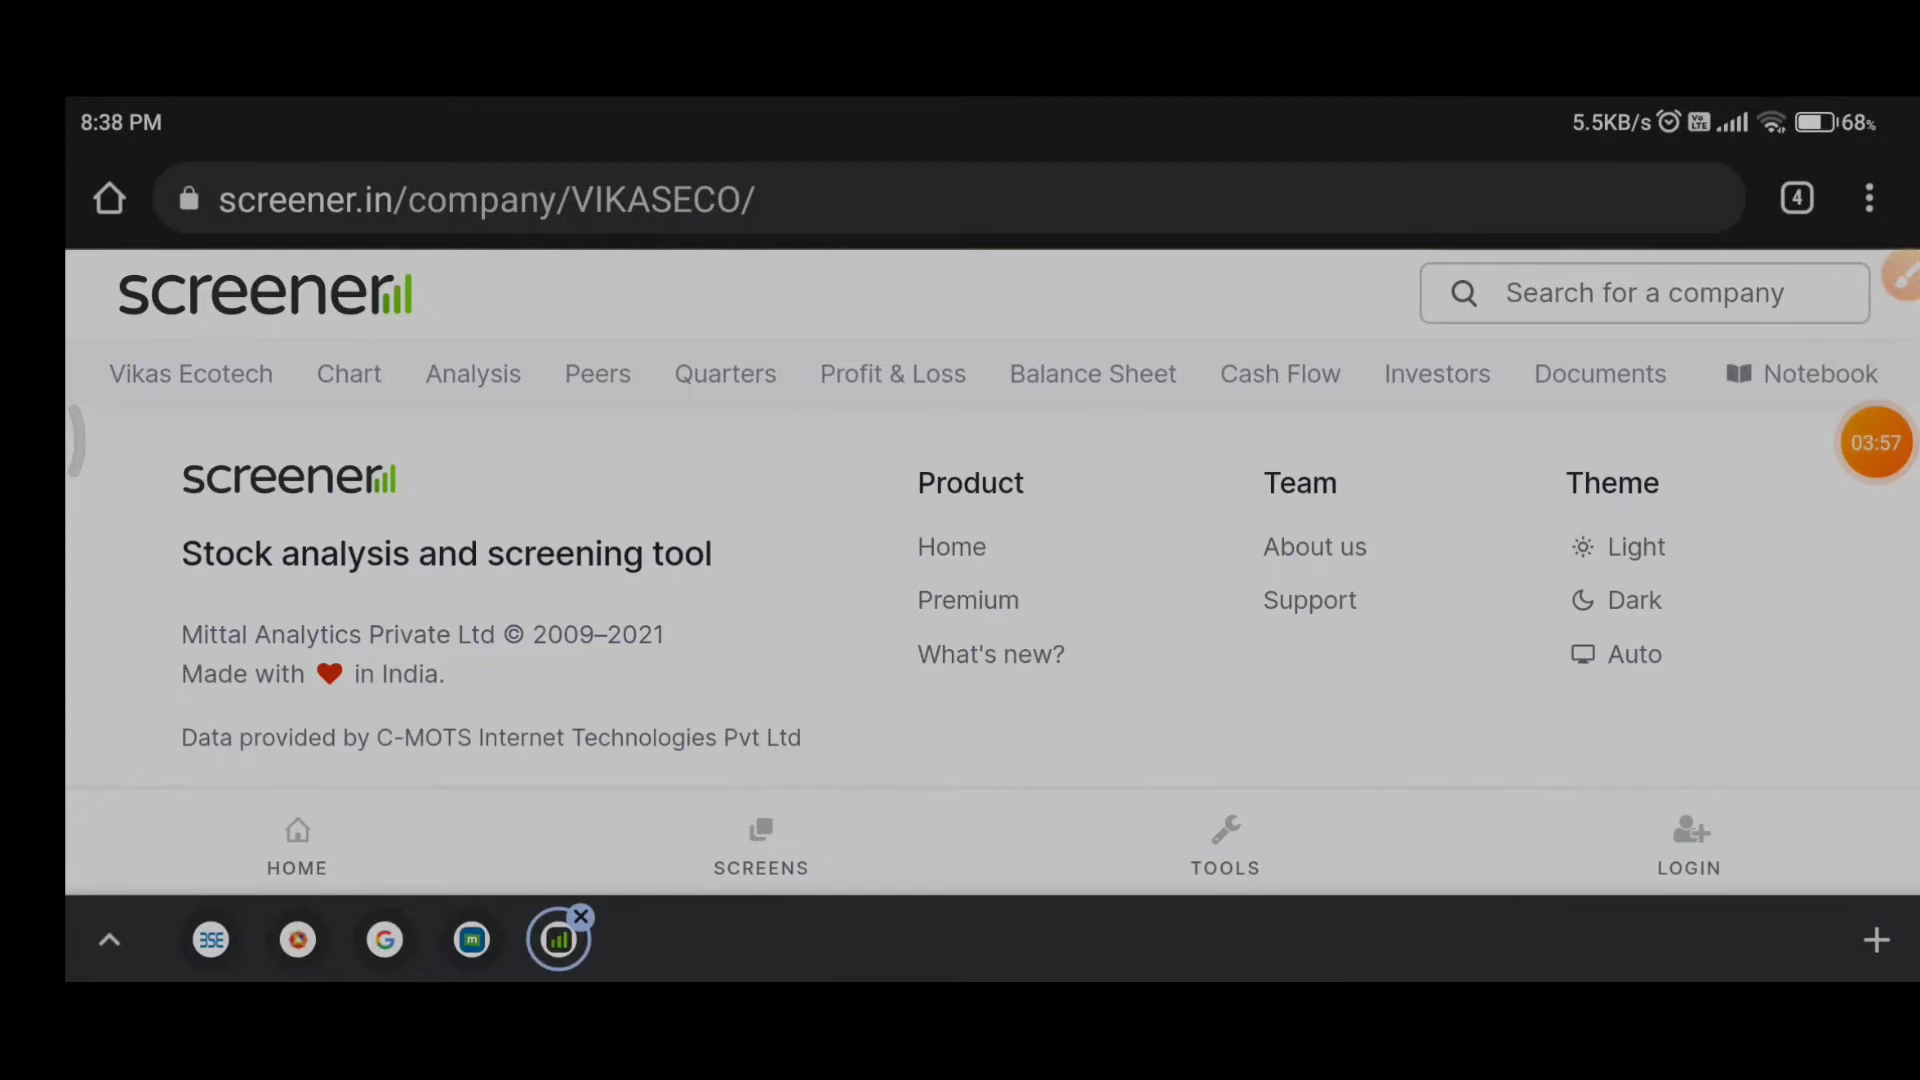 8:38 PM
5.5KB/s Vo LTE 68%
screener.in/company/VIKASECO/
4
screener
Search for a company
Vikas Ecotech Chart Analysis Peers Quarters Profit & Loss Balance Sheet Cash Flow Investors Documents Notebook
03:57
screener
Stock analysis and screening tool
Mittal Analytics Private Ltd © 2009–2021
Made with ❤ in India.
Data provided by C-MOTS Internet Technologies Pvt Ltd
Product
Home
Premium
What's new?
Team
About us
Support
Theme
Light
Dark
Auto
HOME
SCREENS
TOOLS
LOGIN
BSE
G
m